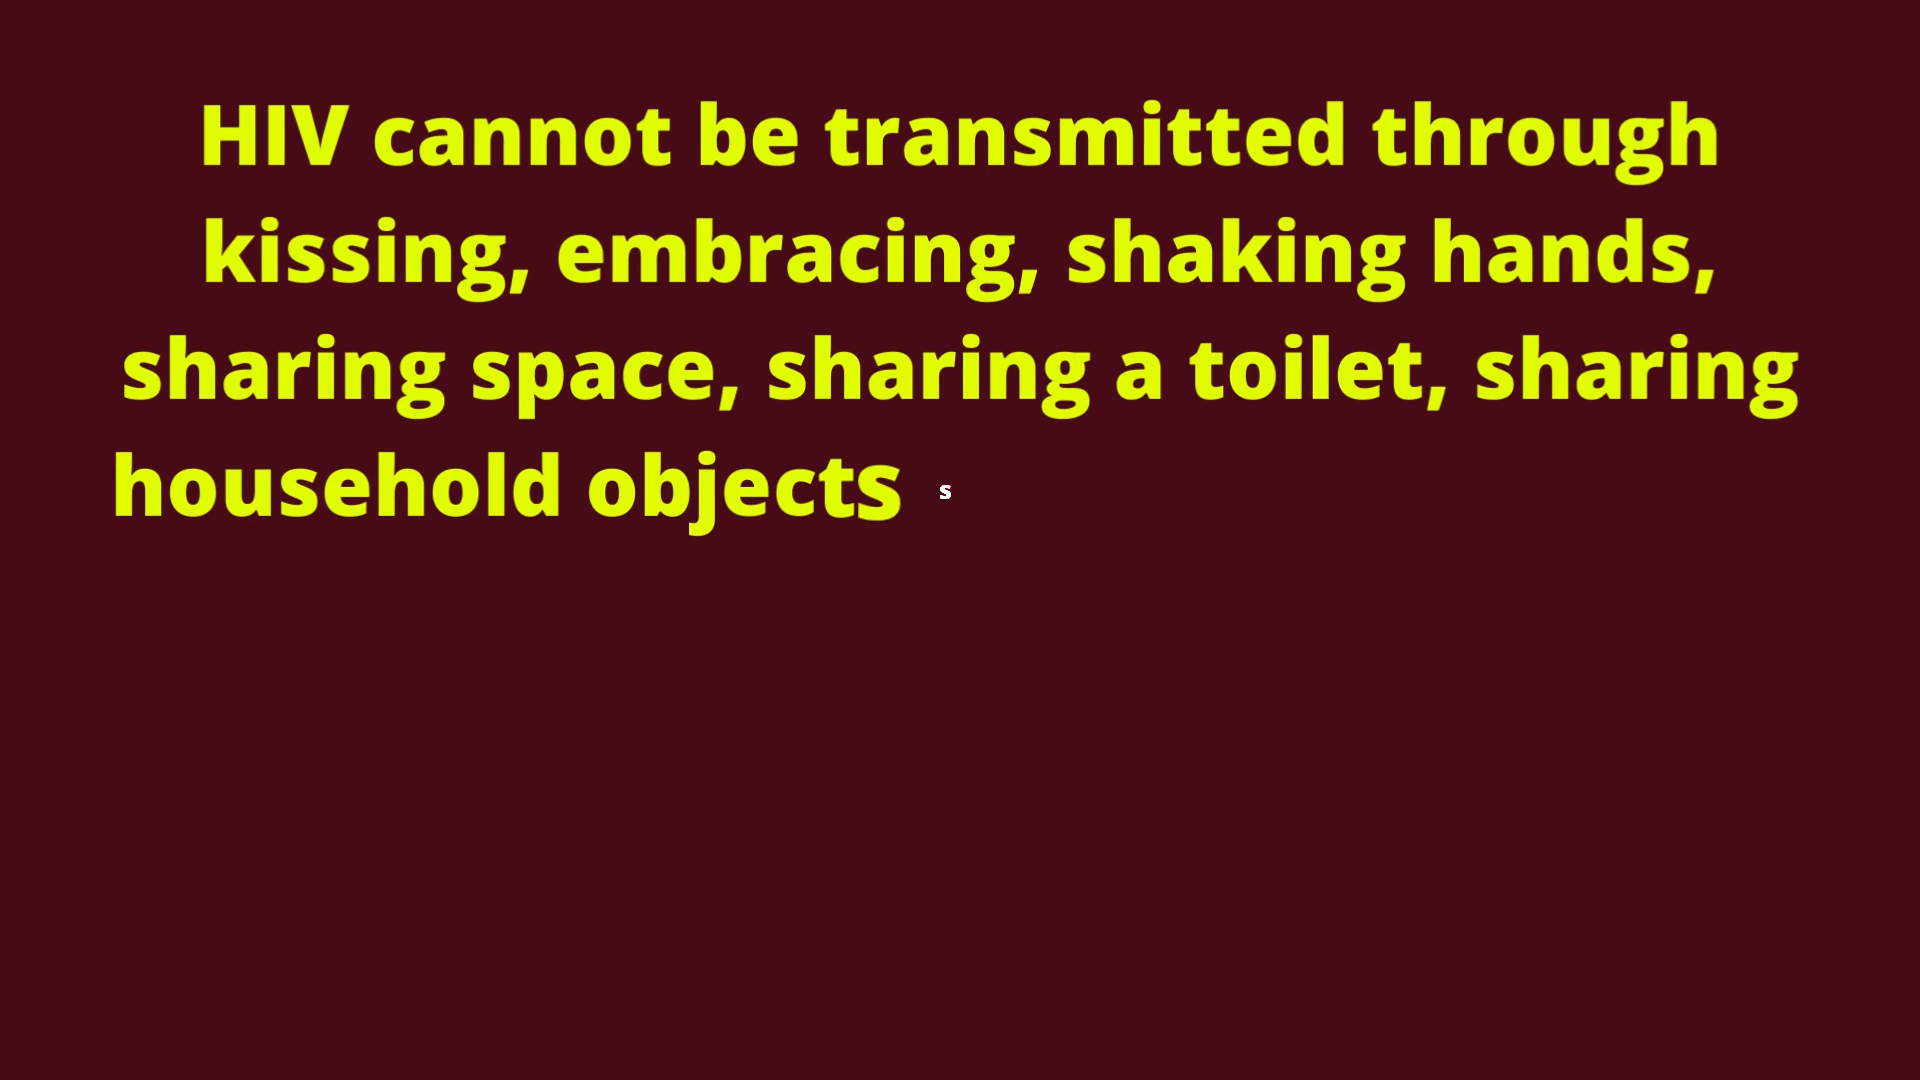 HIV cannot be transmitted through
kissing, embracing, shaking hands,
sharing space, sharing a toilet, sharing
household objects s